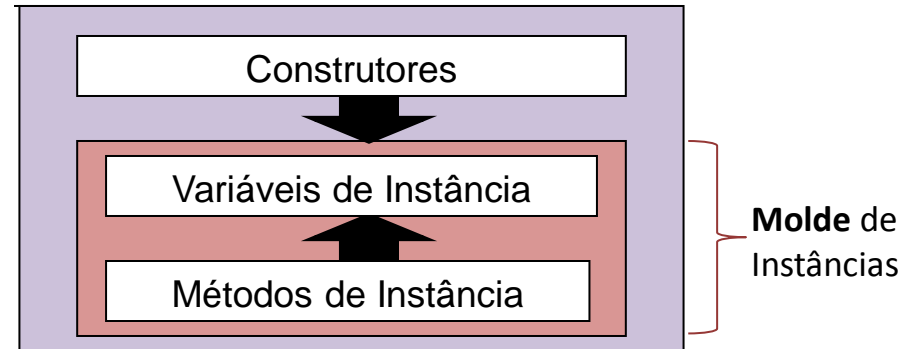 Construtores
Variáveis de Instância
Métodos de Instância
Molde de
Instâncias